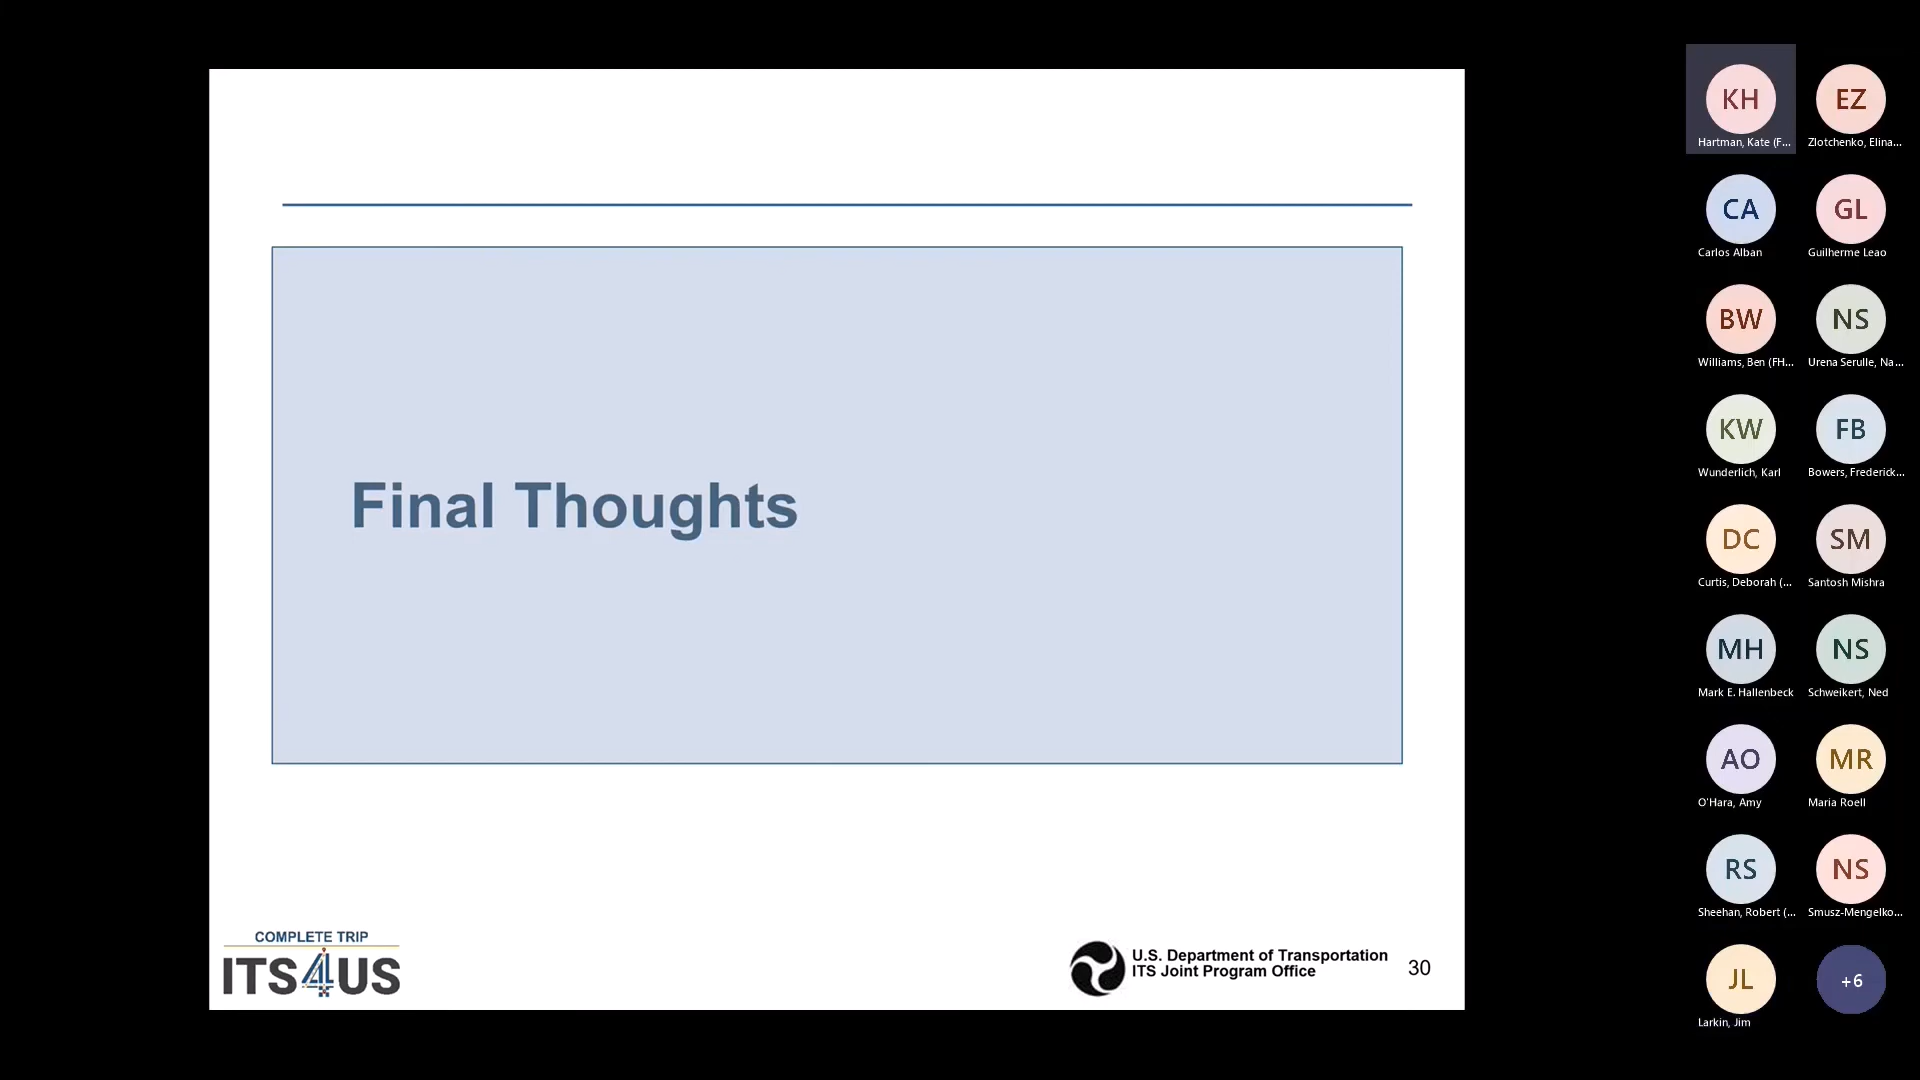 Final Thoughts
COMPLETE TRIP
ITS4US
U.S. Department of Transportation
ITS Joint Program Office
30
KH
Hartman, Kate (F...
EZ
Zlotchenko, Elina...
CA
Carlos Alban
GL
Guilherme Leao
BW
Williams, Ben (FH...
NS
Urena Serulle, Na...
KW
Wunderlich, Karl
FB
Bowers, Frederick...
DC
Curtis, Deborah (...
SM
Santosh Mishra
MH
Mark E. Hallenbeck
NS
Schweikert, Ned
AO
O'Hara, Amy
MR
Maria Roell
RS
Sheehan, Robert (...
NS
Smusz-Mengelko...
JL
Larkin, Jim
+6